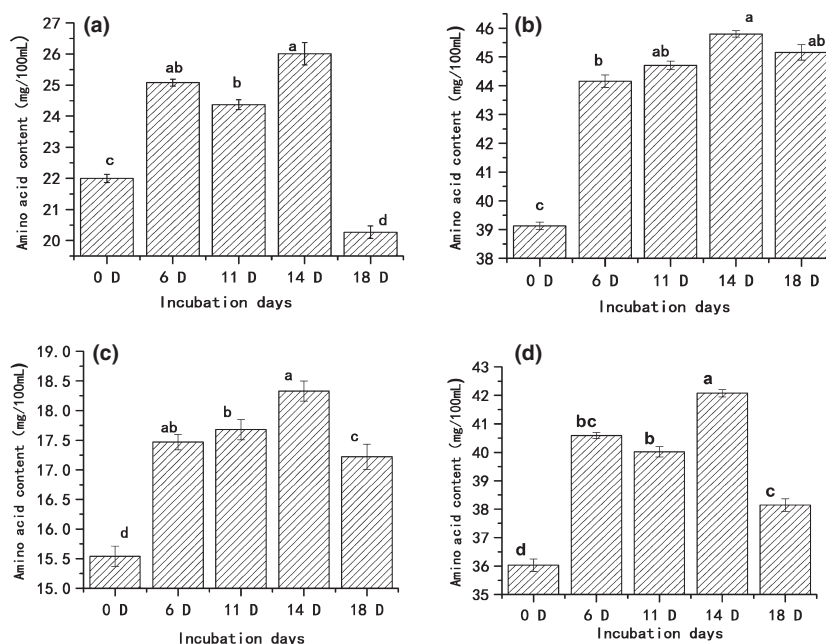 (a)
Amino acid content (mg/100mL)
27
26
25
24
23
22
21
20
c
ab
b
a
d
0 D 6 D 11 D 14 D 18 D
Incubation days
(b)
Amino acid content (mg/100mL)
46
45
44
43
42
41
40
39
38
c
b
ab
a
ab
0 D 6 D 11 D 14 D 18 D
Incubation days
(c)
Amino acid content (mg/100mL)
19.0
18.5
18.0
17.5
17.0
16.5
16.0
15.5
15.0
d
ab
b
a
c
0 D 6 D 11 D 14 D 18 D
Incubation days
(d)
Amino acid content (mg/100mL)
43
42
41
40
39
38
37
36
35
d
bc
b
a
c
0 D 6 D 11 D 14 D 18 D
Incubation days